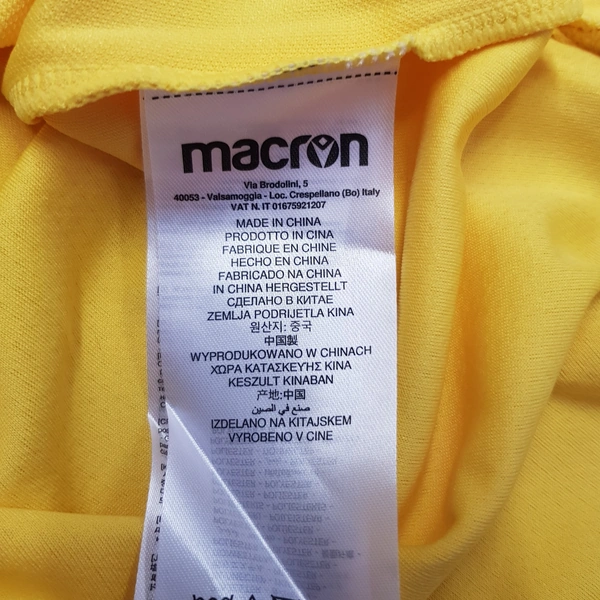 macron
Via Brodolini, 5
40053 - Valsamoggia - Loc. Crespellano (Bo) Italy
VAT N. IT 01675921207
MADE IN CHINA
PRODOTTO IN CINA
FABRIQUE EN CHINE
HECHO EN CHINA
FABRICADO NA CHINA
IN CHINA HERGESTELLT
СДЕЛАНО В КИТАЕ
ZEMLJA PODRIJETLA KINA
원산지: 중국
中国製
WYPRODUKOWANO W CHINACH
ΧΩΡΑ ΚΑΤΑΣΚΕΥΉΣ ΚΙΝΑ
KESZULT KINABAN
产地:中国
صنع في الصين
IZDELANO NA KITAJSKEM
VYROBENO V CINE